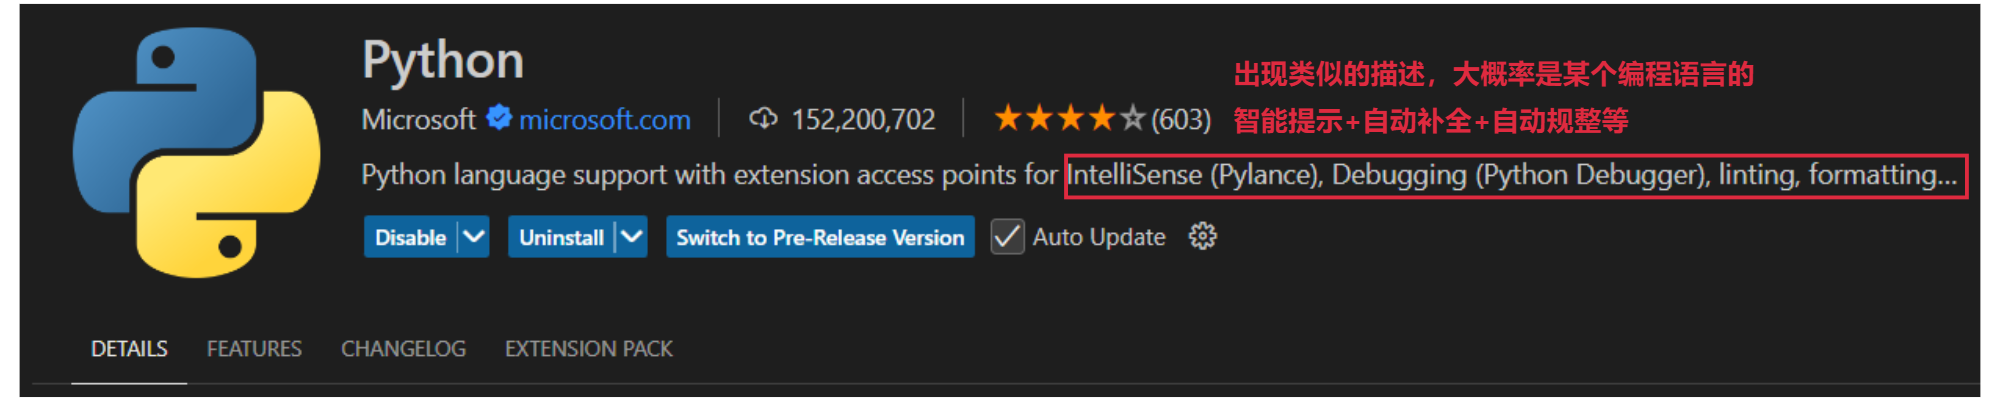 Python
出现类似的描述，大概率是某个编程语言的
Microsoft microsoft.com 152,200,702 ★★★★☆(603)
智能提示+自动补全+自动规整等
Python language support with extension access points for IntelliSense (Pylance), Debugging (Python Debugger), linting, formatting...
Disable Uninstall Switch to Pre-Release Version Auto Update
DETAILS FEATURES CHANGELOG EXTENSION PACK